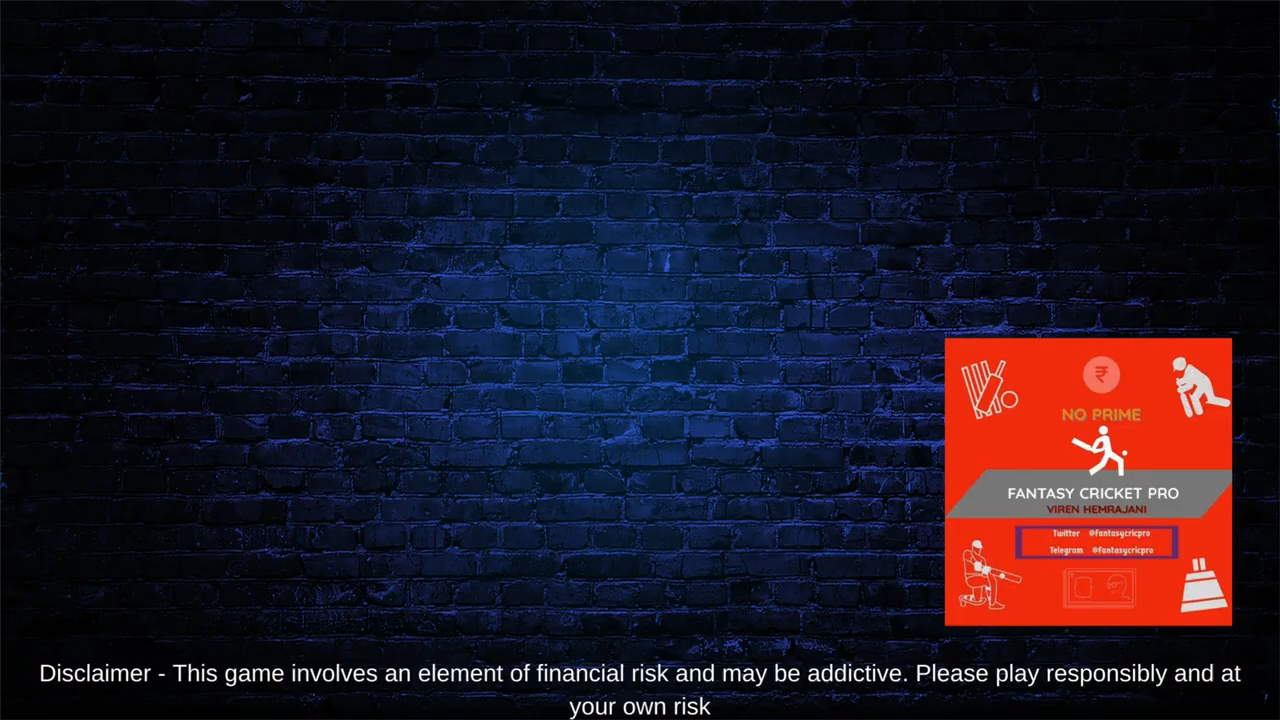 ₹
NO PRIME
FANTASY CRICKET PRO
VIREN HEMRAJANI
Twitter @fantasycricpro
Telegram @fantasycricpro
Disclaimer - This game involves an element of financial risk and may be addictive. Please play responsibly and at
your own risk